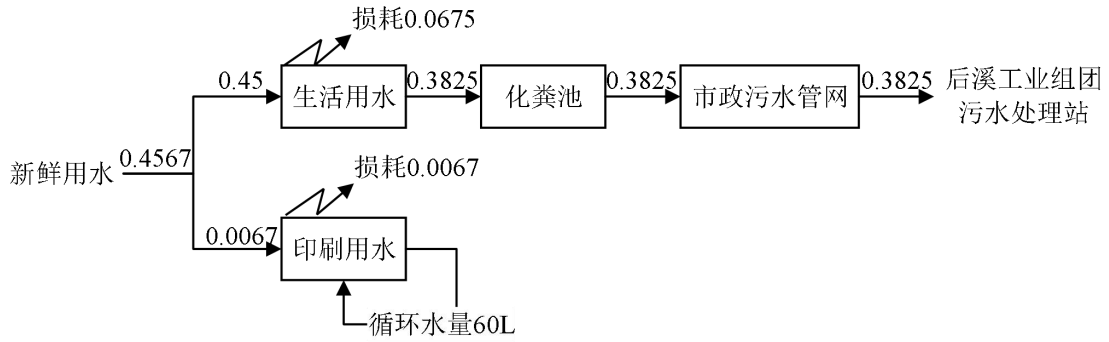 损耗0.0675
0.45
生活用水
0.3825
化粪池
0.3825
市政污水管网
0.3825
后溪工业组团
污水处理站
新鲜用水
0.4567
损耗0.0067
0.0067
印刷用水
循环水量60L